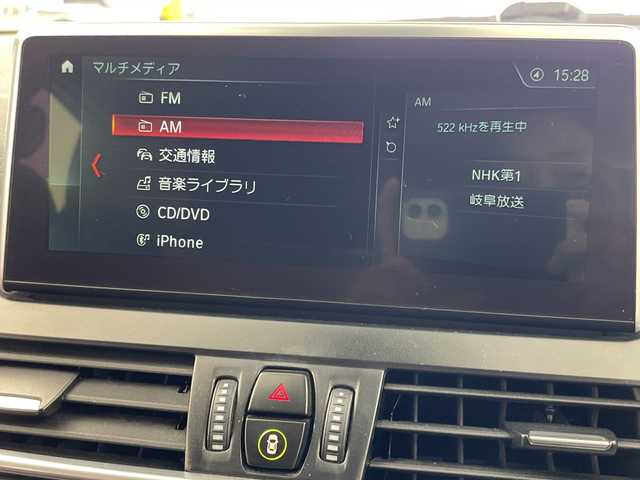 マルチメディア
15:28
FM
AM
交通情報
音楽ライブラリ
CD/DVD
iPhone
AM
522 kHzを再生中
NHK第1
岐阜放送